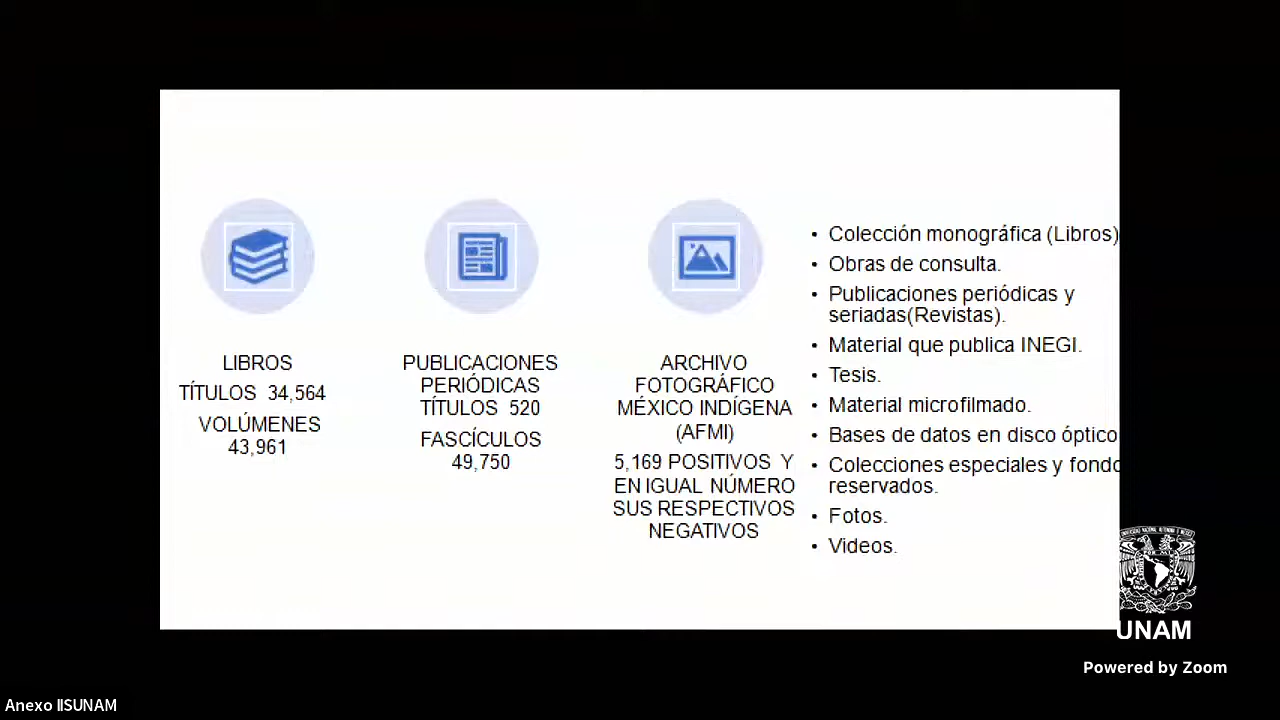 LIBROS
TÍTULOS 34,564
VOLÚMENES
43,961
PUBLICACIONES
PERIÓDICAS
TÍTULOS 520
FASCÍCULOS
49,750
ARCHIVO
FOTOGRÁFICO
MÉXICO INDÍGENA
(AFMI)
5,169 POSITIVOS Y
EN IGUAL NÚMERO
SUS RESPECTIVOS
NEGATIVOS
• Colección monográfica (Libros)
• Obras de consulta.
• Publicaciones periódicas y
seriadas(Revistas).
• Material que publica INEGI.
• Tesis.
• Material microfilmado.
• Bases de datos en disco óptico
• Colecciones especiales y fondo
reservados.
• Fotos.
• Videos.
UNAM
Powered by Zoom
Anexo IISUNAM